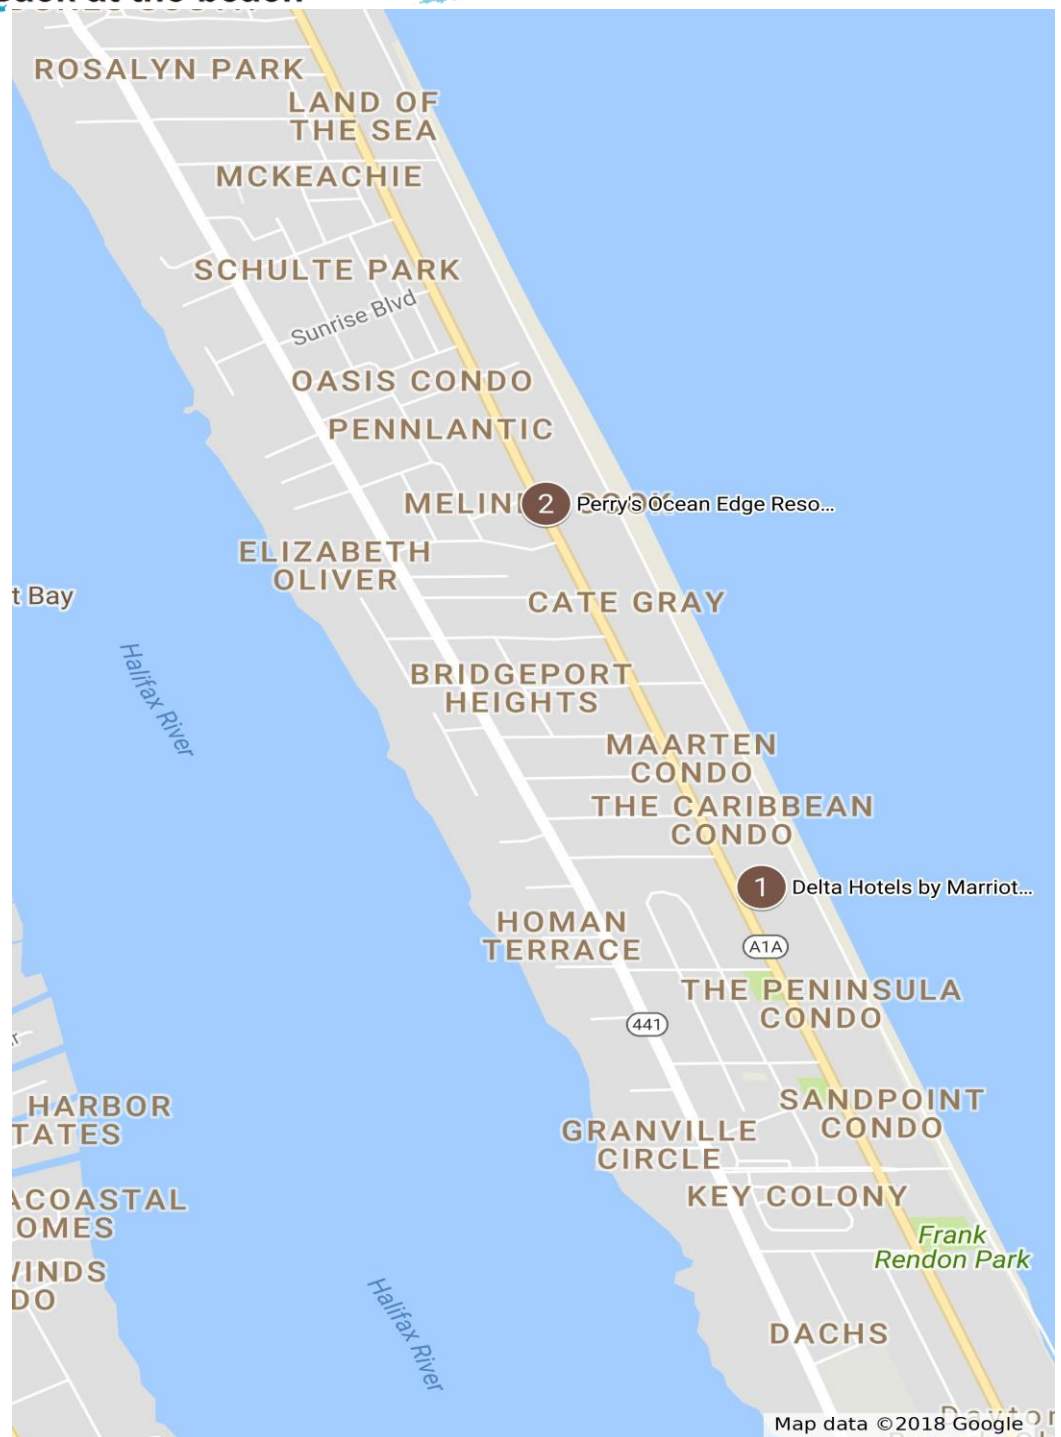 at the beach
ROSALYN PARK
LAND OF
THE SEA
MCKEACHIE
SCHULTE PARK
Sunrise Blvd
OASIS CONDO
PENNLANTIC
2
Perry's Ocean Edge Reso...
ELIZABETH
OLIVER
t Bay
CATE GRAY
Halifax River
BRIDGEPORT
HEIGHTS
MAARTEN
CONDO
THE CARIBBEAN
CONDO
1
Delta Hotels by Marriot...
HOMAN
TERRACE
A1A
THE PENINSULA
CONDO
441
HARBOR
TATES
SANDPOINT
CONDO
GRANVILLE
CIRCLE
ACOASTAL
OMES
KEY COLONY
Frank
Rendon Park
DO
Halifax River
DACHS
Map data ©2018 Google